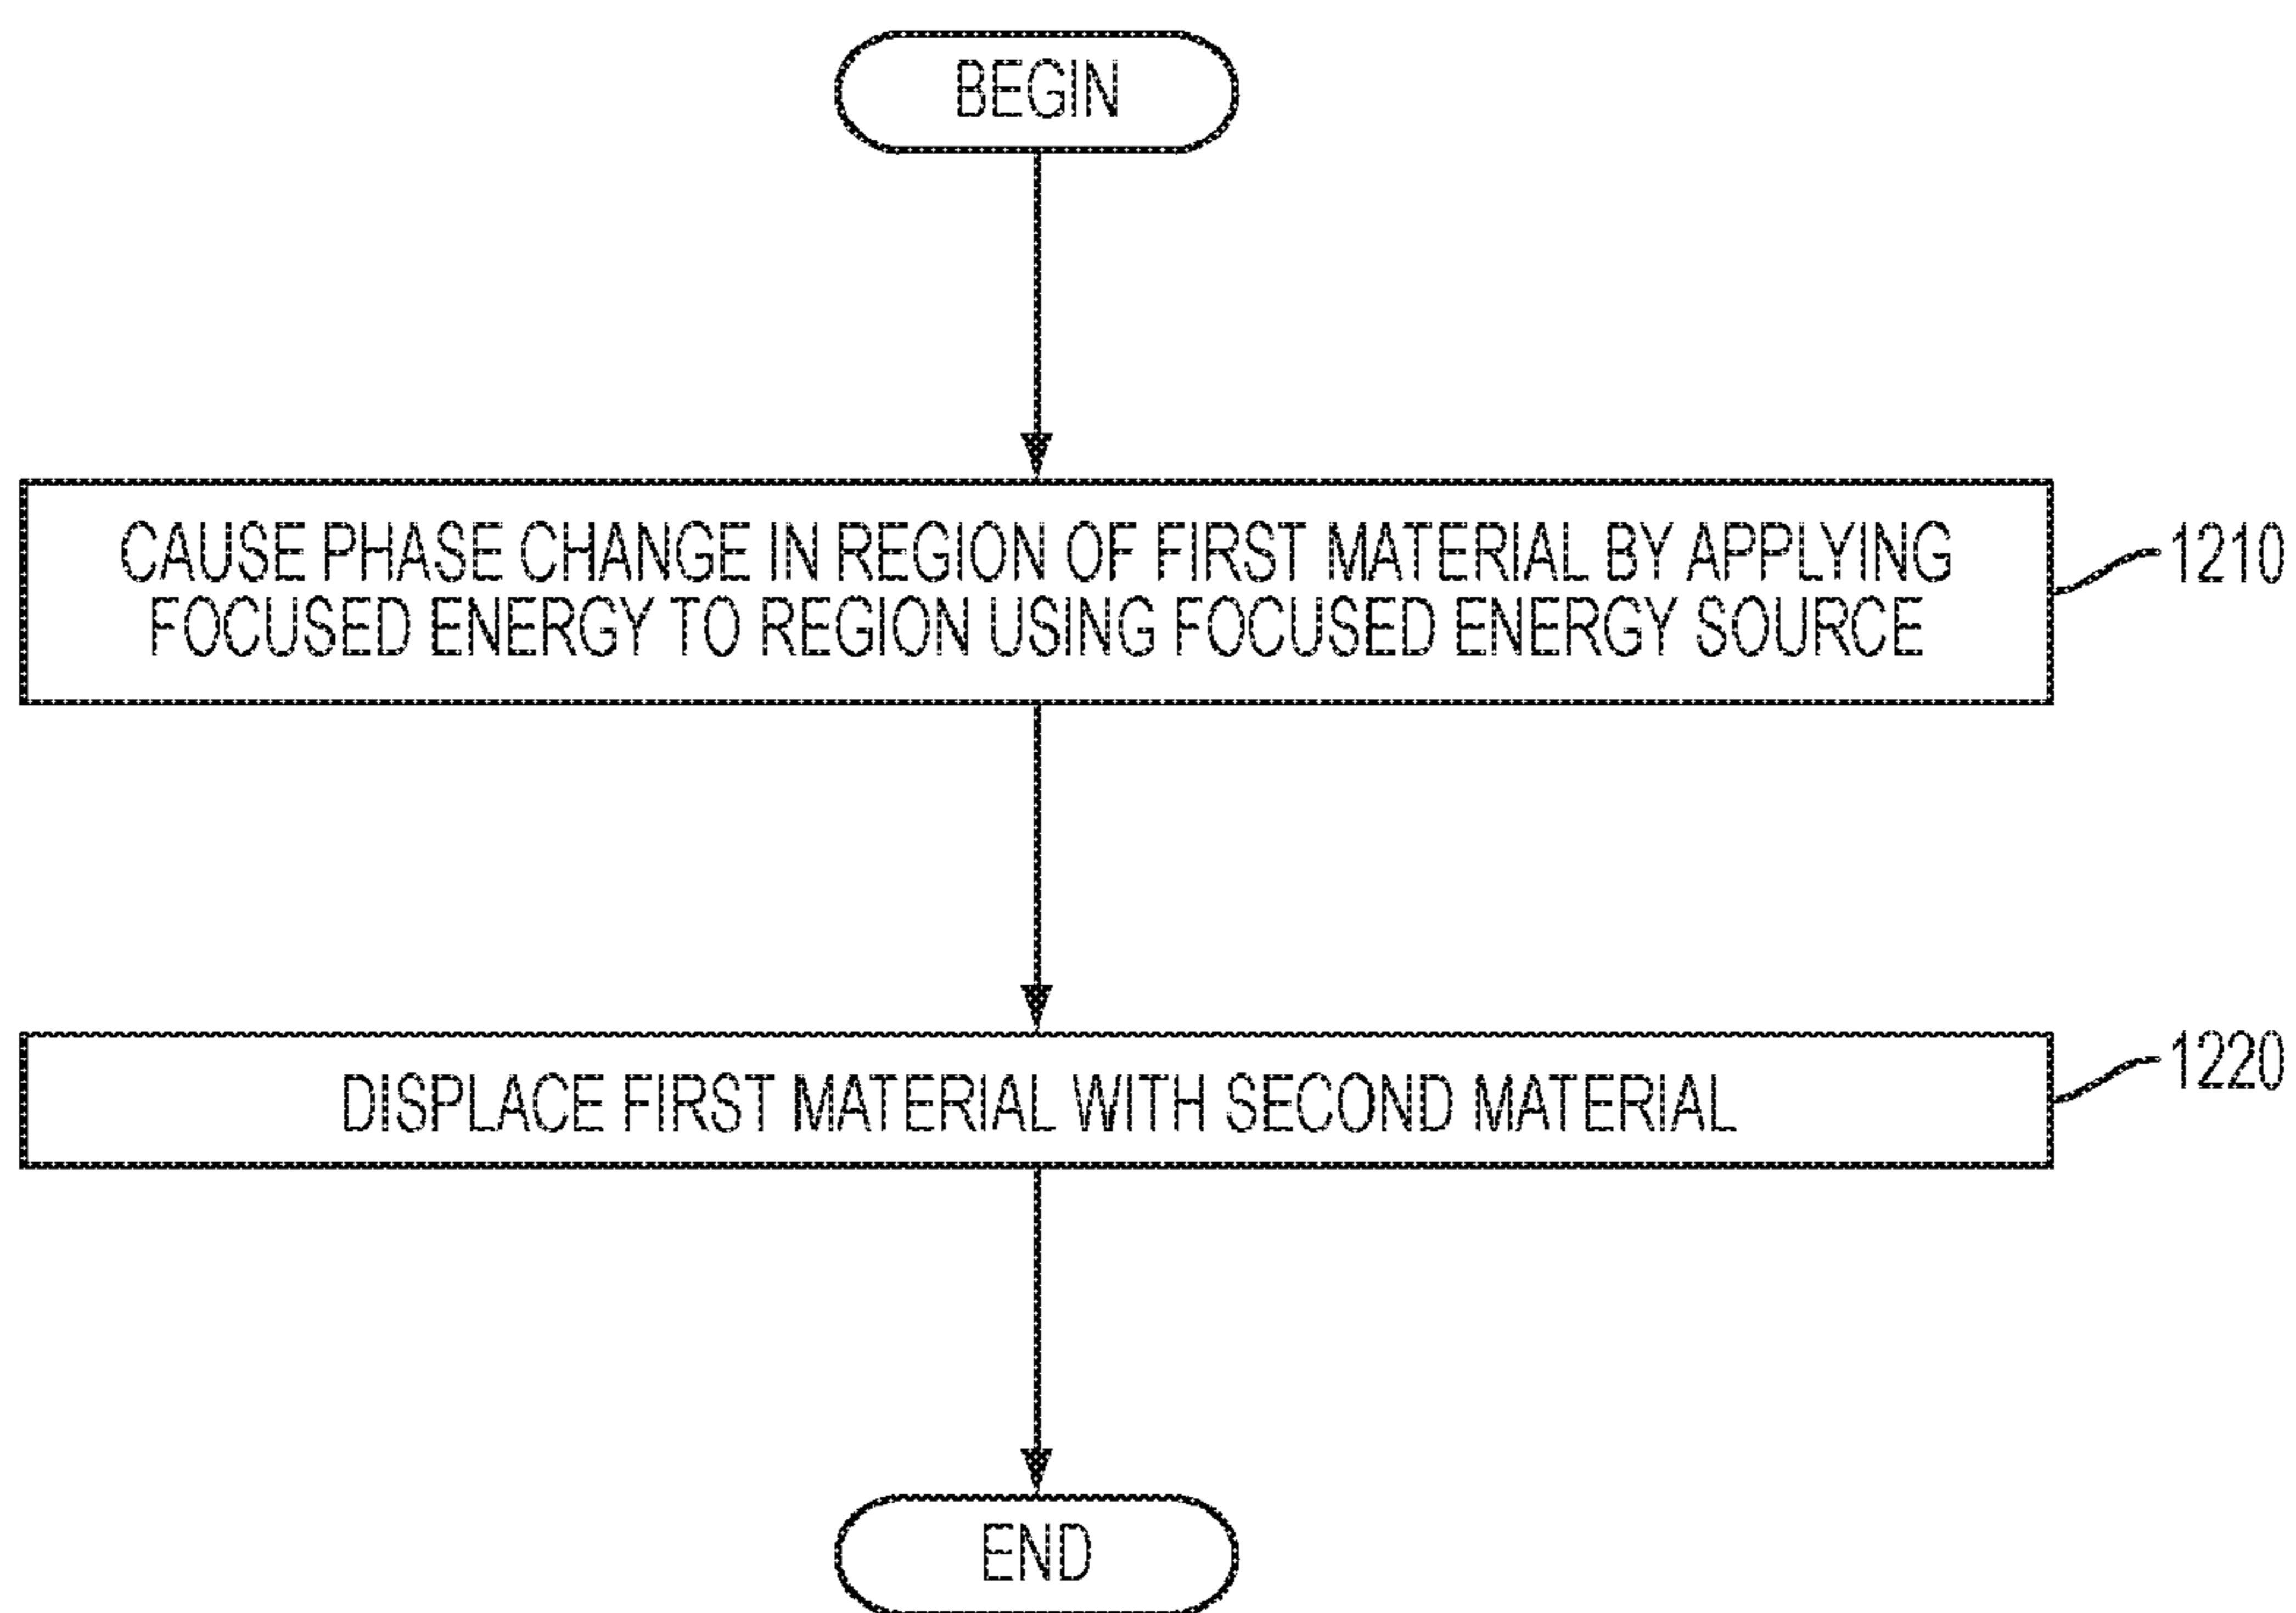 BEGIN
CAUSE PHASE CHANGE IN REGION OF FIRST MATERIAL BY APPLYING
FOCUSED ENERGY TO REGION USING FOCUSED ENERGY SOURCE
1210
DISPLACE FIRST MATERIAL WITH SECOND MATERIAL
1220
END